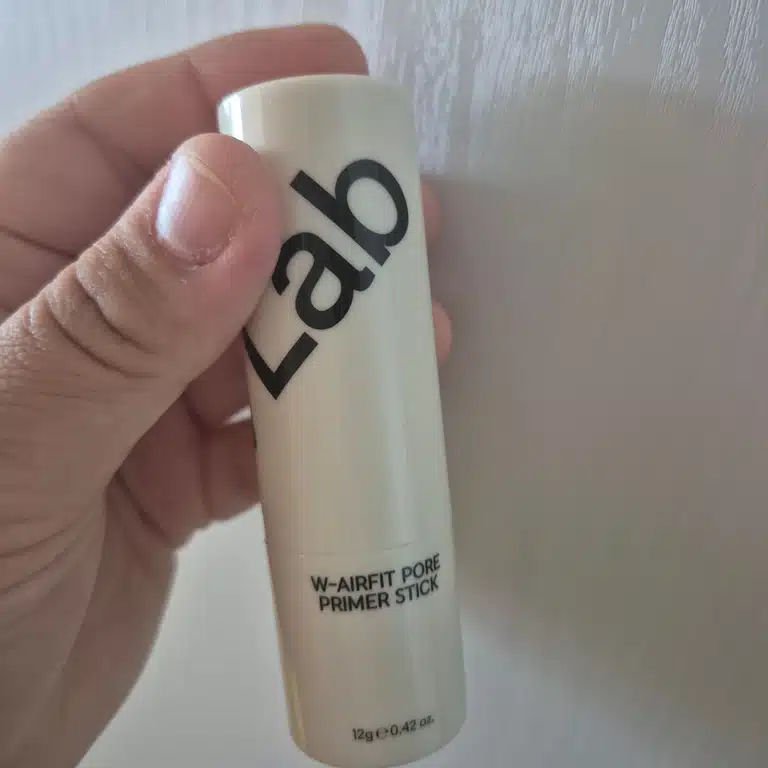 Lab
W-AIRFIT PORE
PRIMER STICK
12g ℮ 0.42 oz.